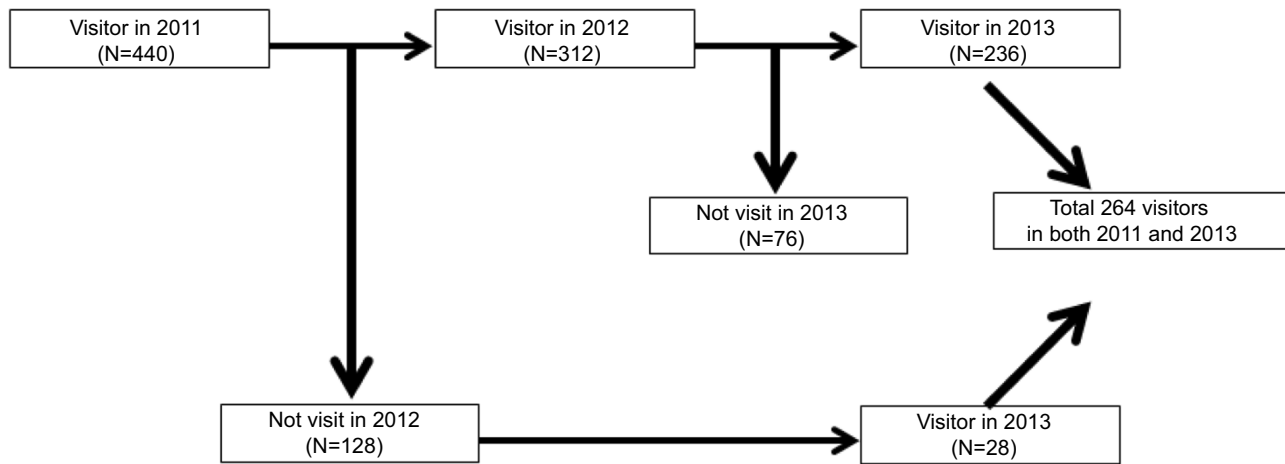 Visitor in 2011
(N=440)
Visitor in 2012
(N=312)
Visitor in 2013
(N=236)
Not visit in 2013
(N=76)
Total 264 visitors
in both 2011 and 2013
Not visit in 2012
(N=128)
Visitor in 2013
(N=28)